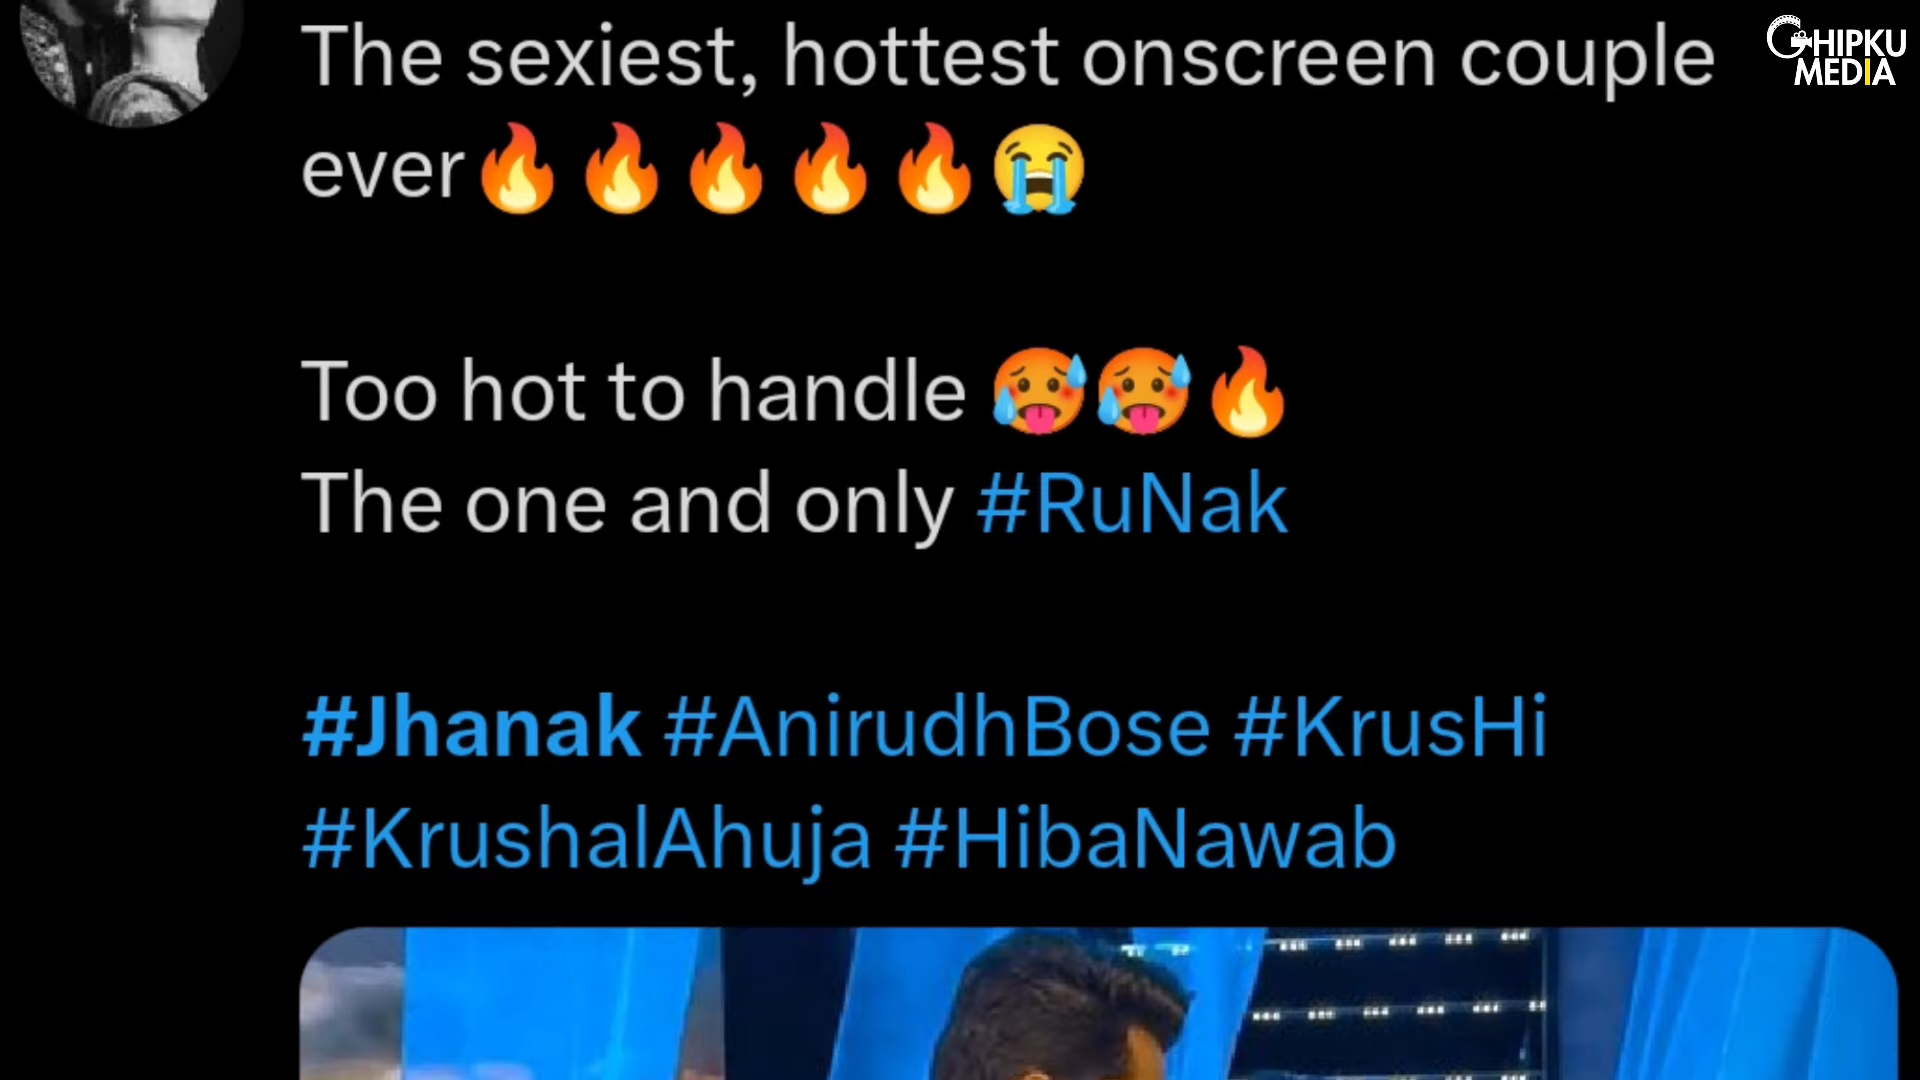 The sexiest, hottest onscreen couple
ever🔥🔥🔥🔥🔥😭
Too hot to handle 🥵🥵🔥
The one and only #RuNak
#Jhanak #AnirudhBose #KrusHi
#KrushalAhuja #HibaNawab
GHIPKU
MEDIA